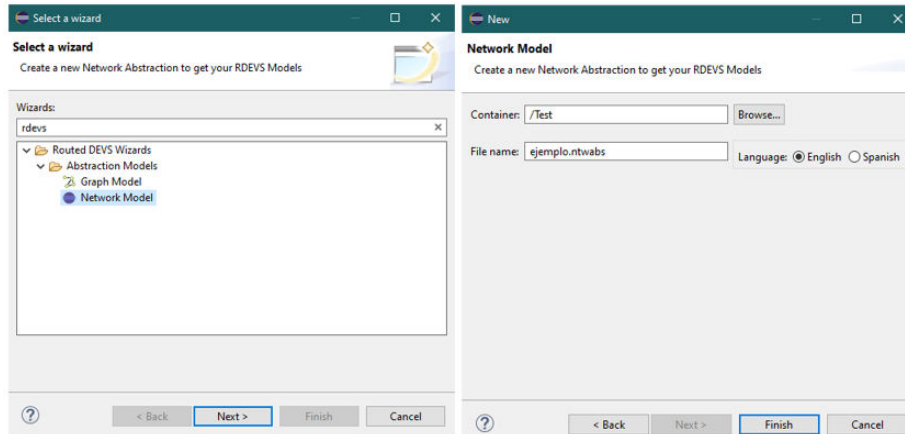 Select a wizard
Select a wizard
Create a new Network Abstraction to get your RDEVS Models
Wizards:
rdevs
Routed DEVS Wizards
Abstraction Models
Graph Model
Network Model
< Back Next > Finish Cancel
New
Network Model
Create a new Network Abstraction to get your RDEVS Models
Container: /Test Browse...
File name: ejemplo.ntwabs Language: English Spanish
< Back Next > Finish Cancel